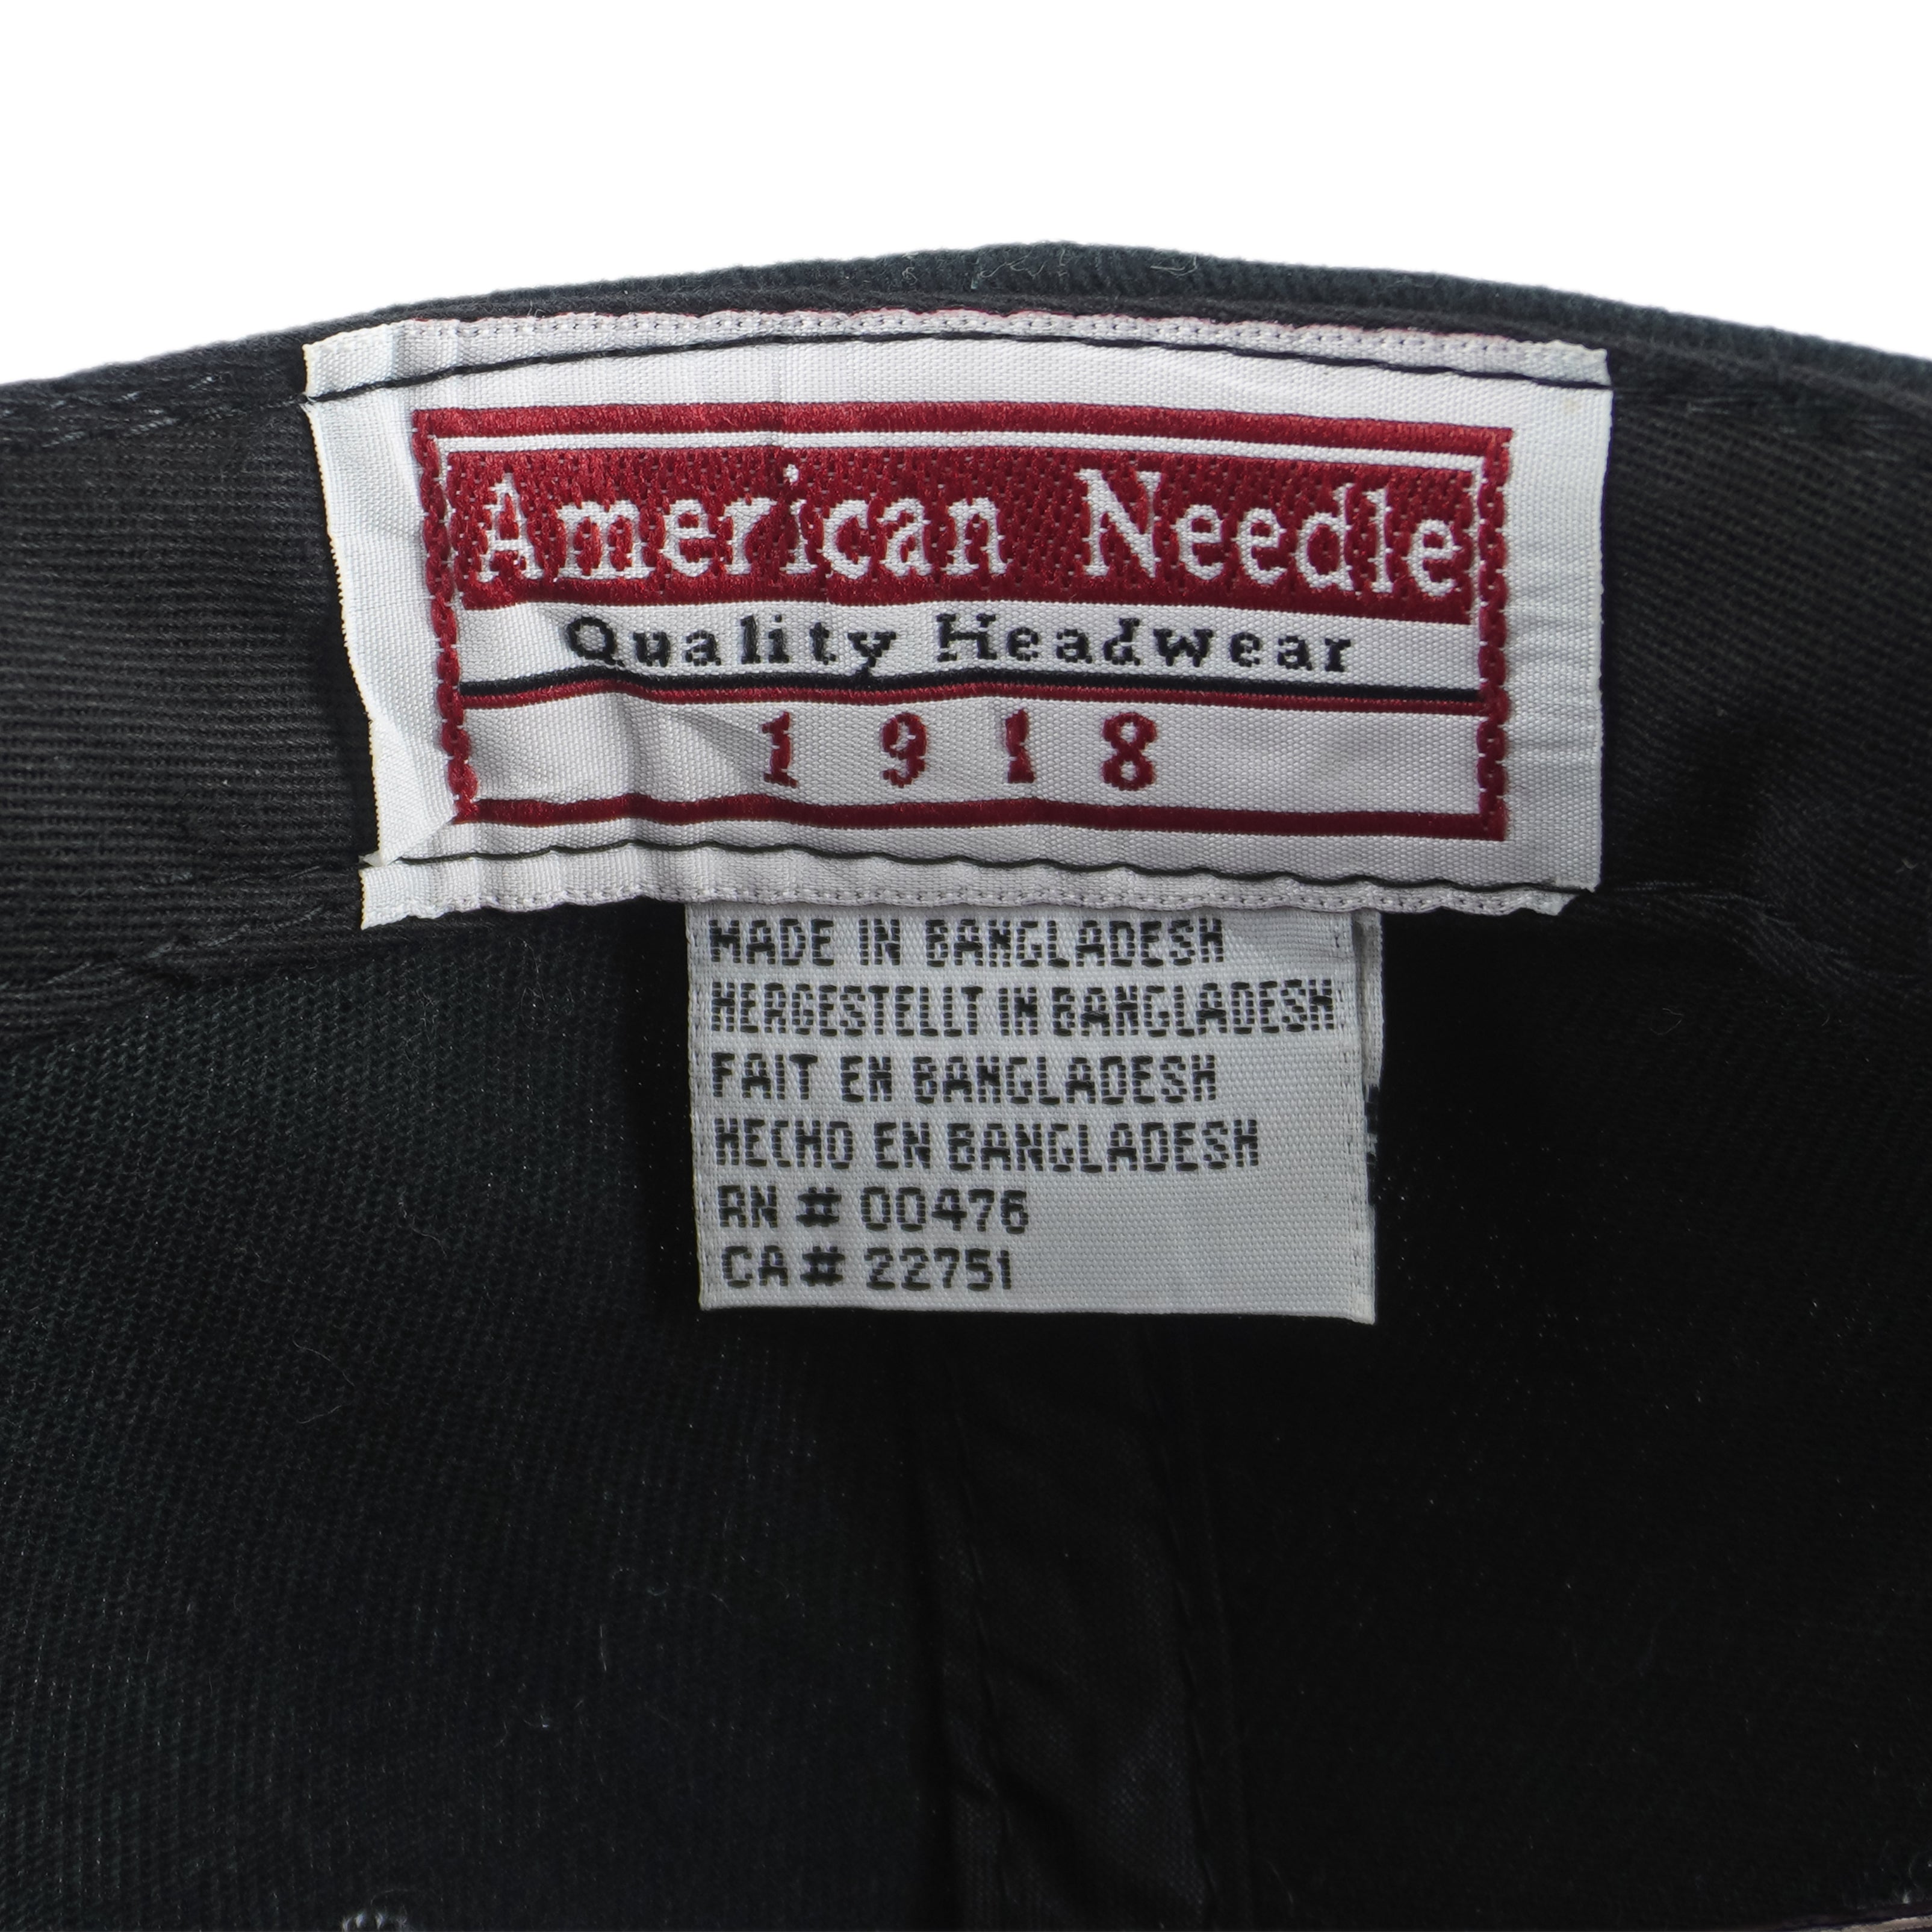 American Needle
Quality Headwear
1918
MADE IN BANGLADESH
HERGESTELLT IN BANGLADESH
FAIT EN BANGLADESH
HECHO EN BANGLADESH
RN # 00476
CA # 22751